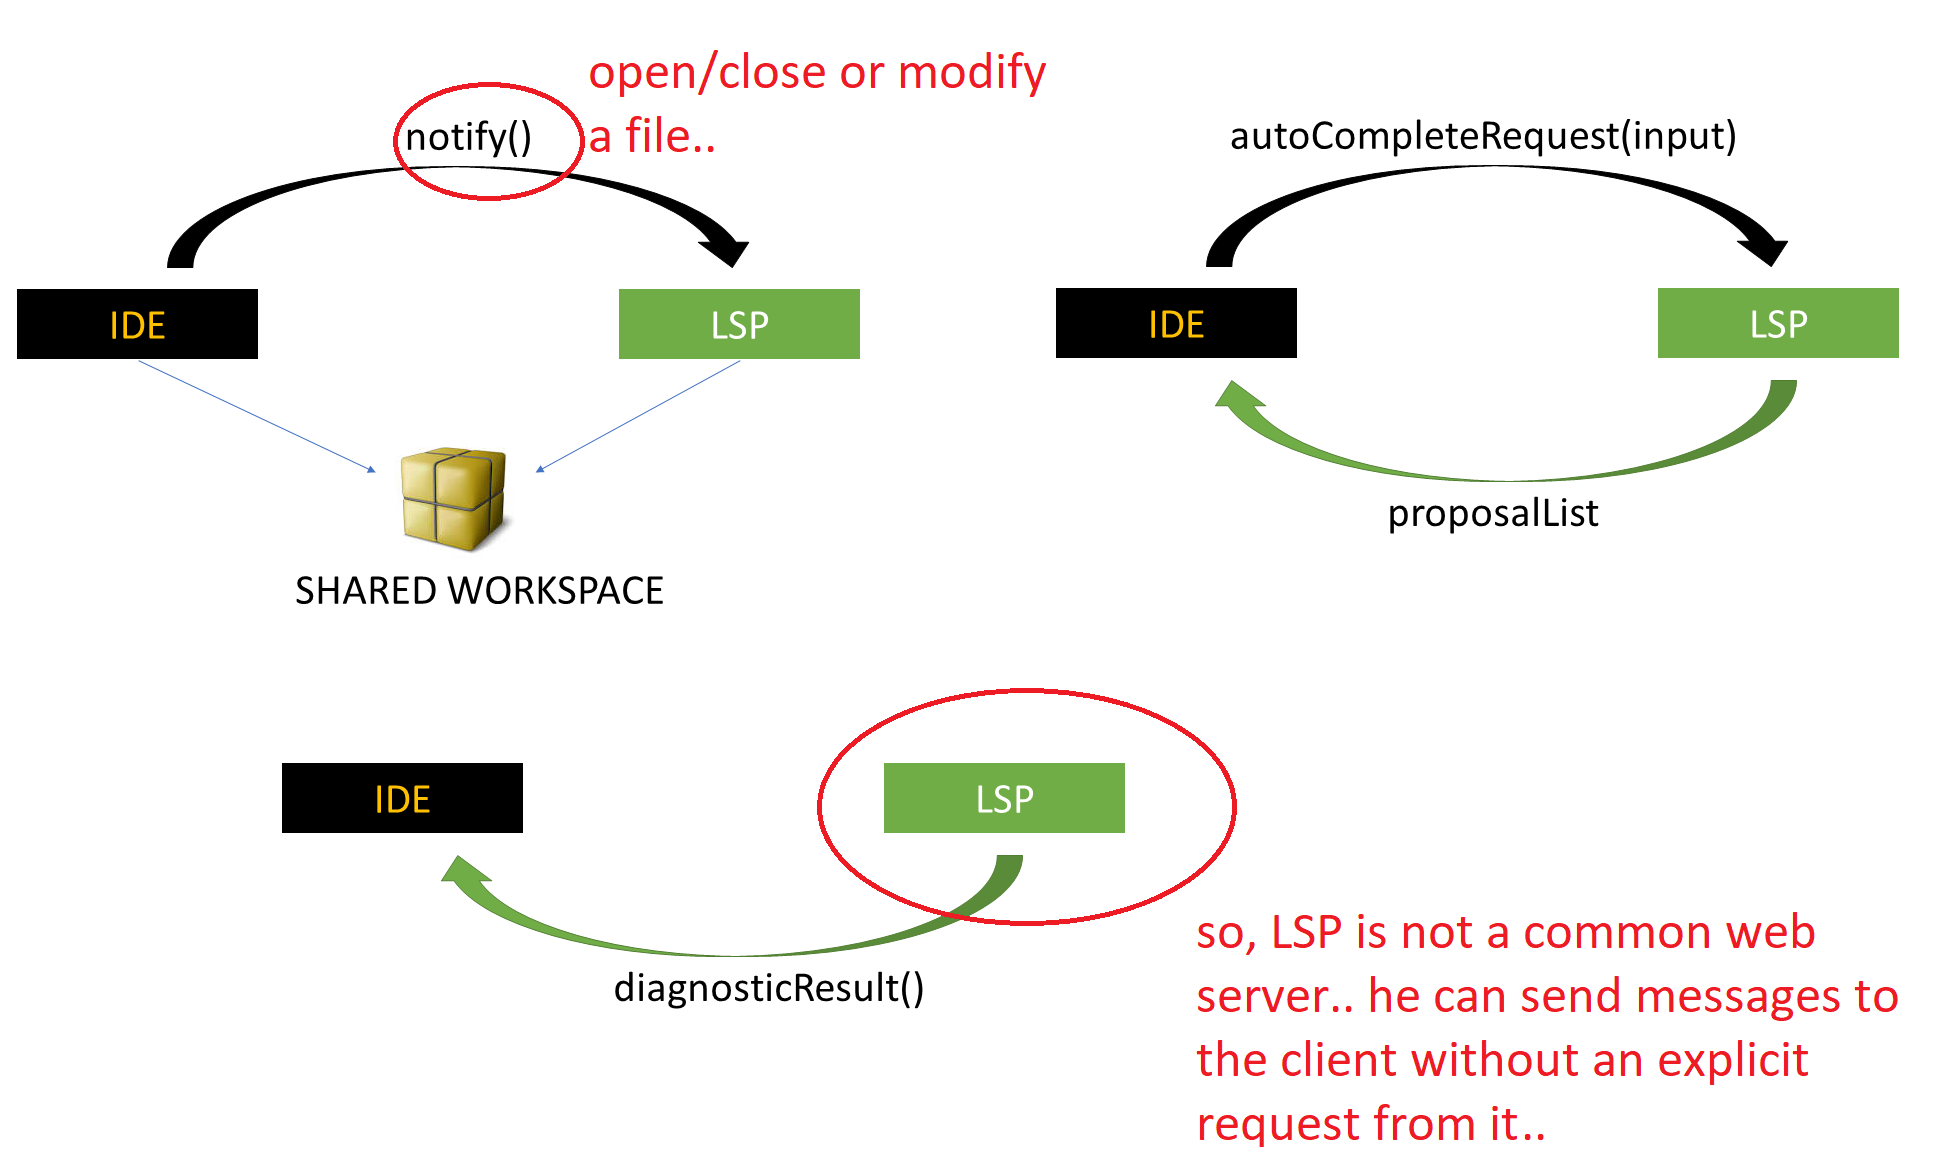 open/close or modify
a file..
notify()
IDE
LSP
SHARED WORKSPACE
autoCompleteRequest(input)
IDE
LSP
proposalList
IDE
LSP
diagnosticResult()
so, LSP is not a common web
server.. he can send messages to
the client without an explicit
request from it..